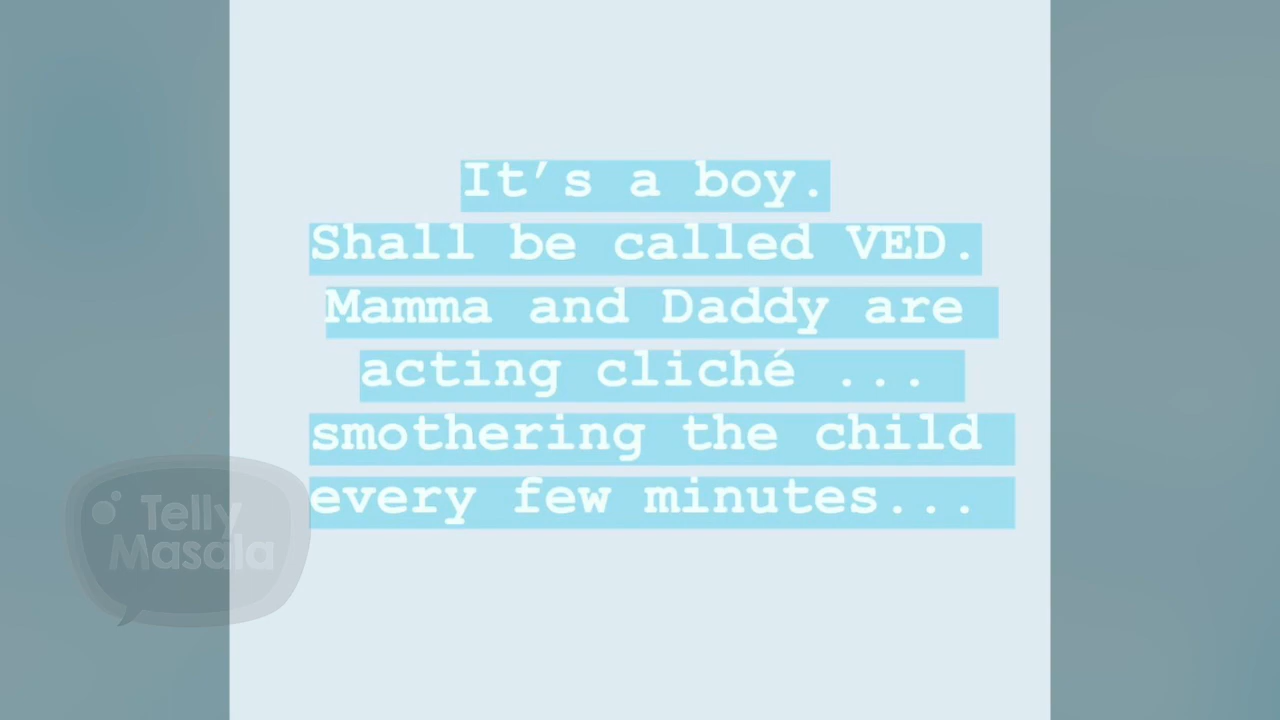 It’s a boy.
Shall be called VED.
Mamma and Daddy are
acting cliché ...
smothering the child
every few minutes...
Telly
Masala